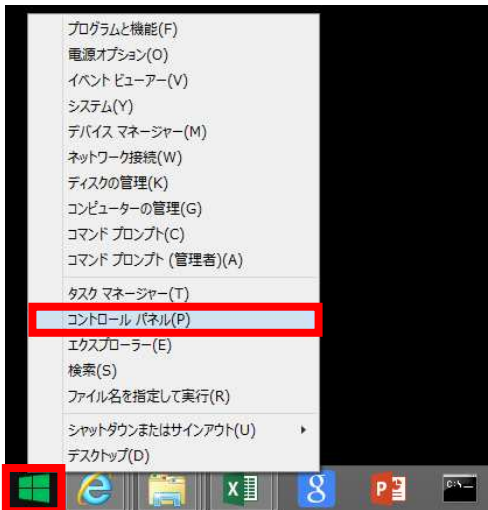 プログラムと機能(F)
電源オプション(O)
イベント ビューアー(V)
システム(Y)
デバイス マネージャー(M)
ネットワーク接続(W)
ディスクの管理(K)
コンピューターの管理(G)
コマンド プロンプト(C)
コマンド プロンプト (管理者)(A)
タスク マネージャー(T)
コントロール パネル(P)
エクスプローラー(E)
検索(S)
ファイル名を指定して実行(R)
シャットダウンまたはサインアウト(U)
デスクトップ(D)